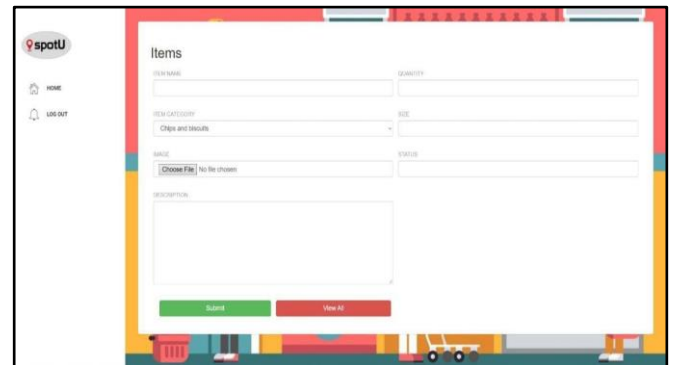 spotU
HOME
LOG OUT
Items
ITEM NAME
QUANTITY
ITEM CATEGORY
SIZE
Chips and biscuits
IMAGE
STATUS
Choose File No file chosen
DESCRIPTION
Submit
View All